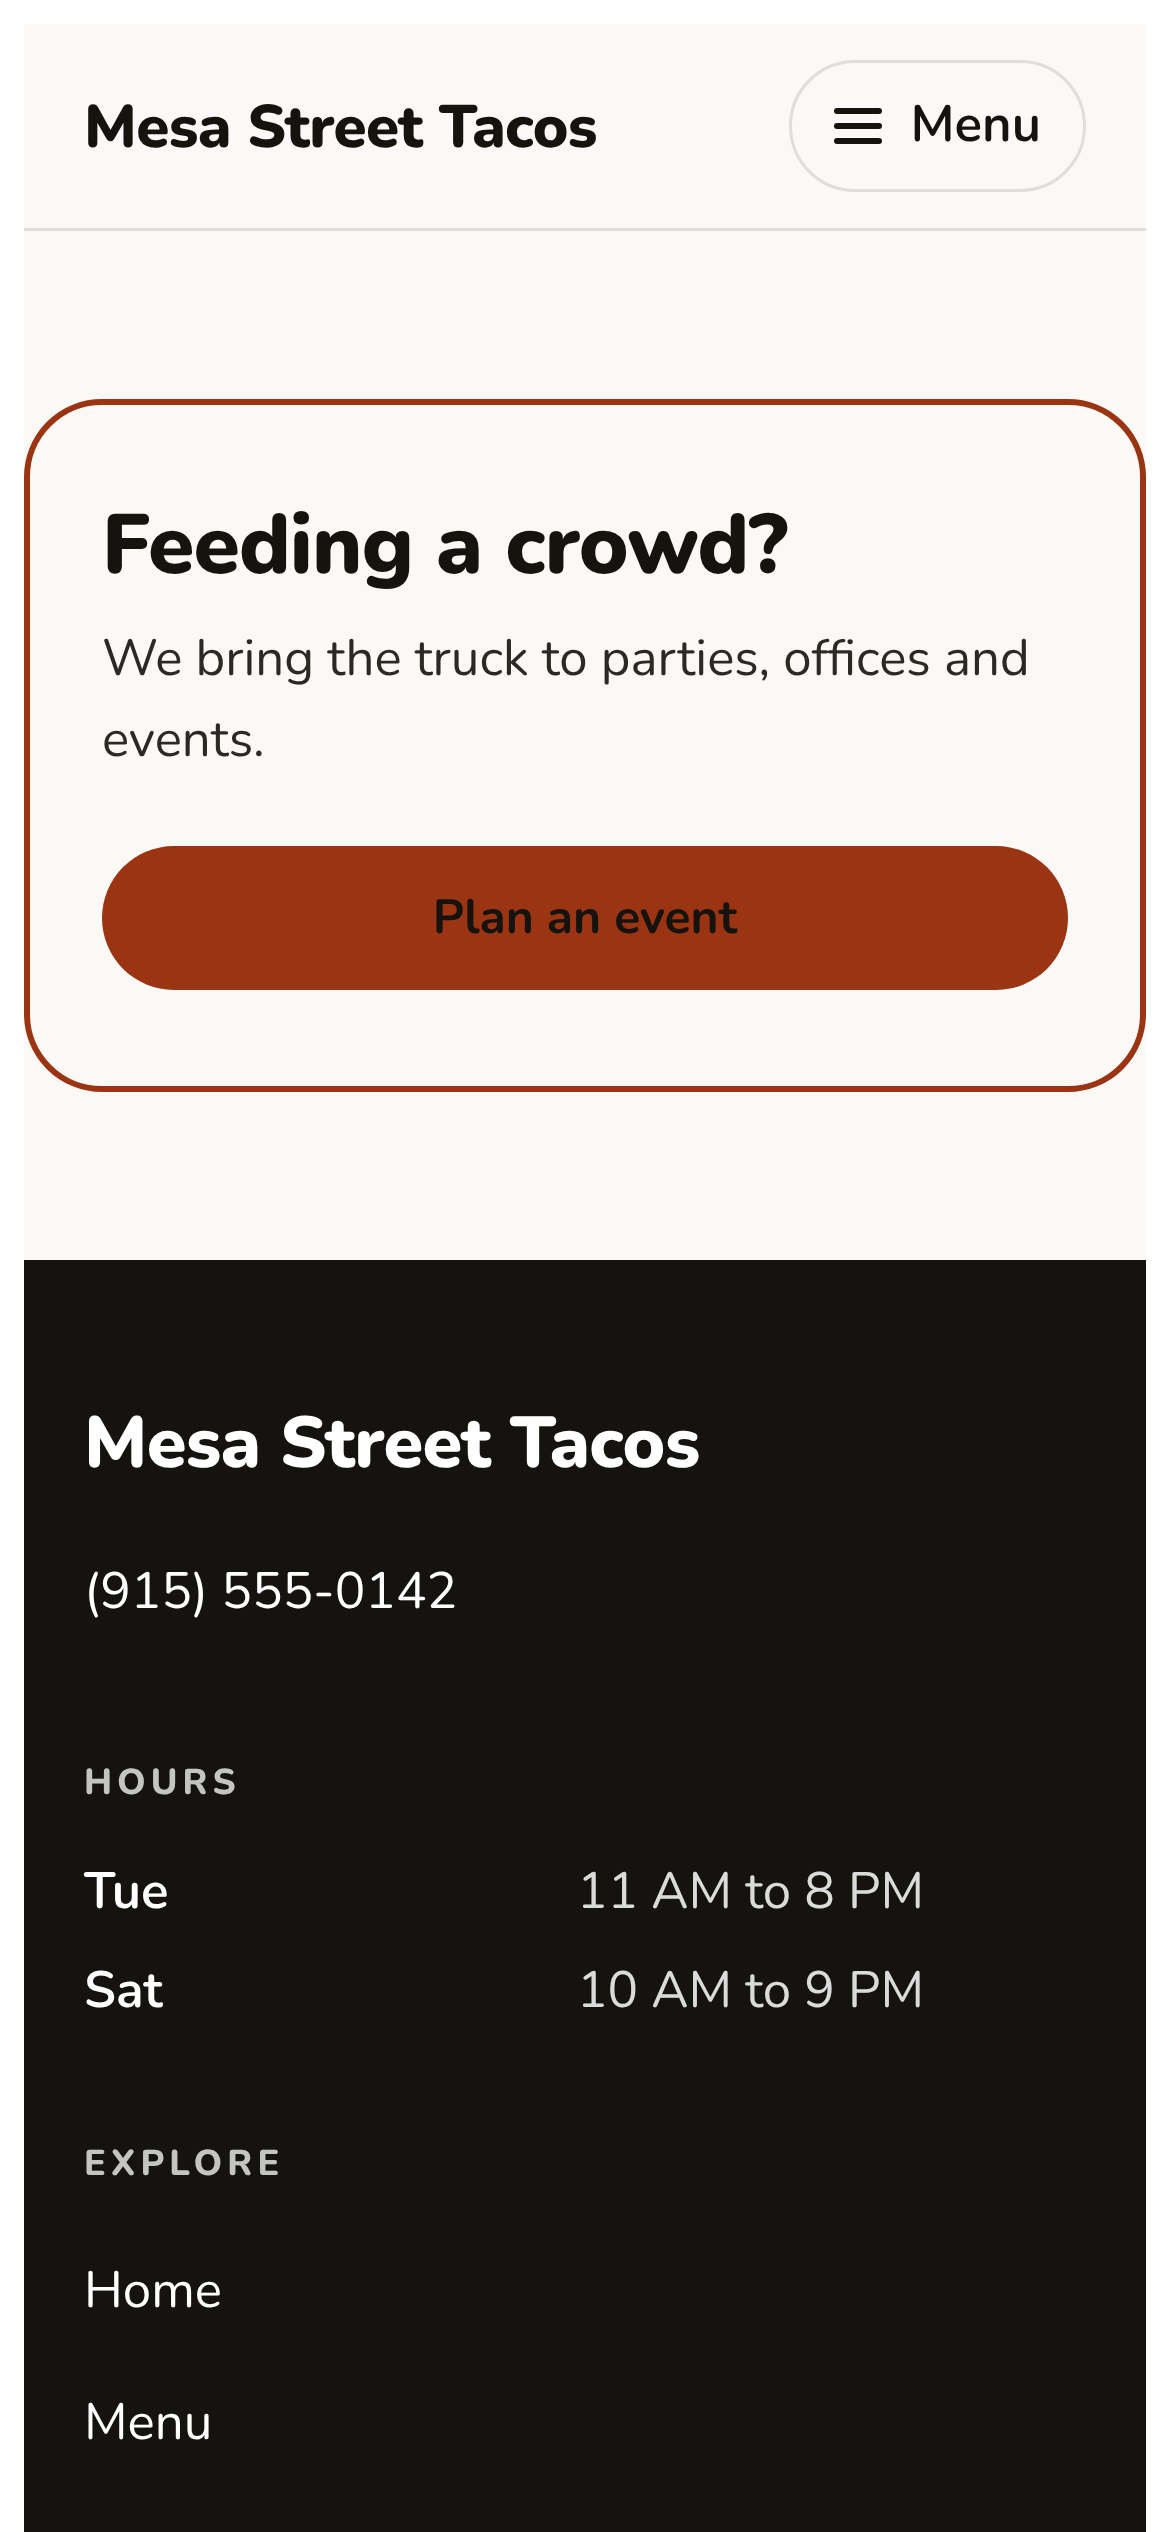 Mesa Street Tacos
Menu
Feeding a crowd?
We bring the truck to parties, offices and
events.
Plan an event
Mesa Street Tacos
(915) 555-0142
HOURS
Tue 11 AM to 8 PM
Sat 10 AM to 9 PM
EXPLORE
Home
Menu